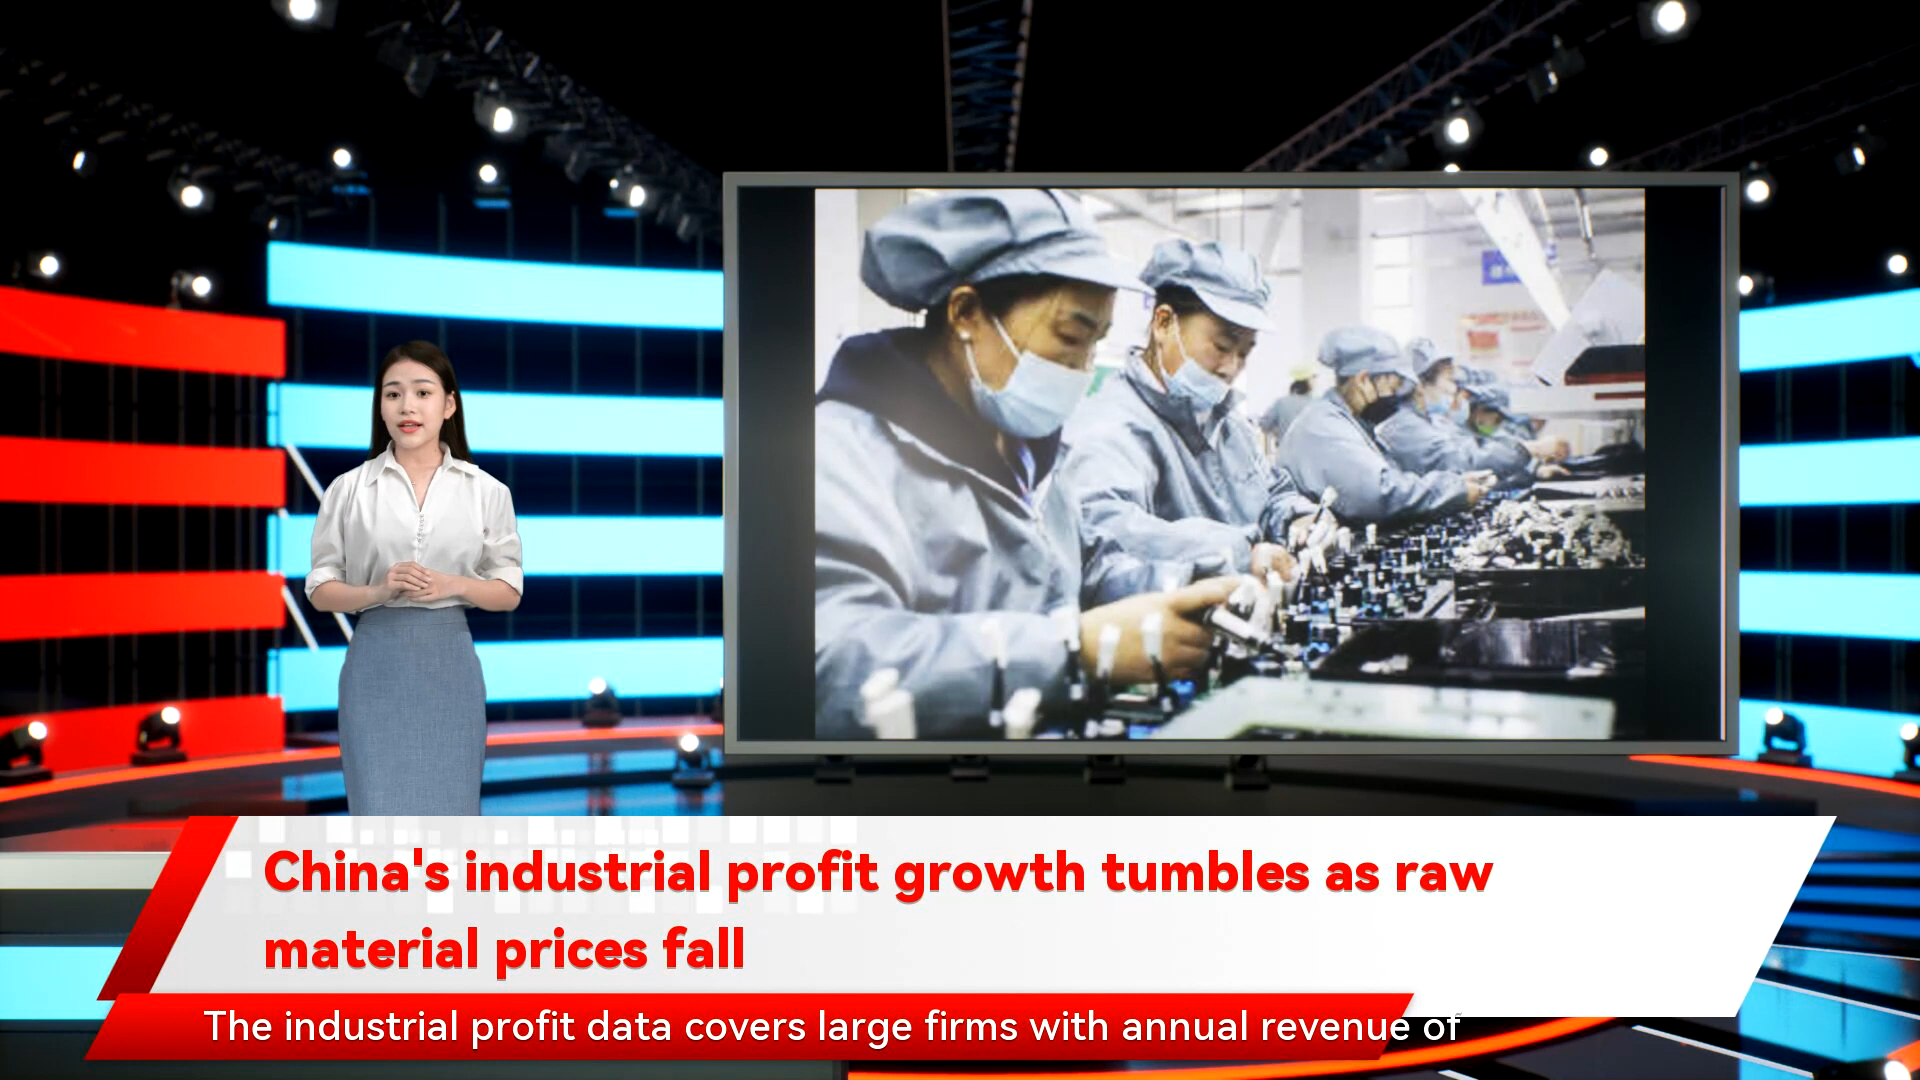 China's industrial profit growth tumbles as raw
material prices fall
The industrial profit data covers large firms with annual revenue of